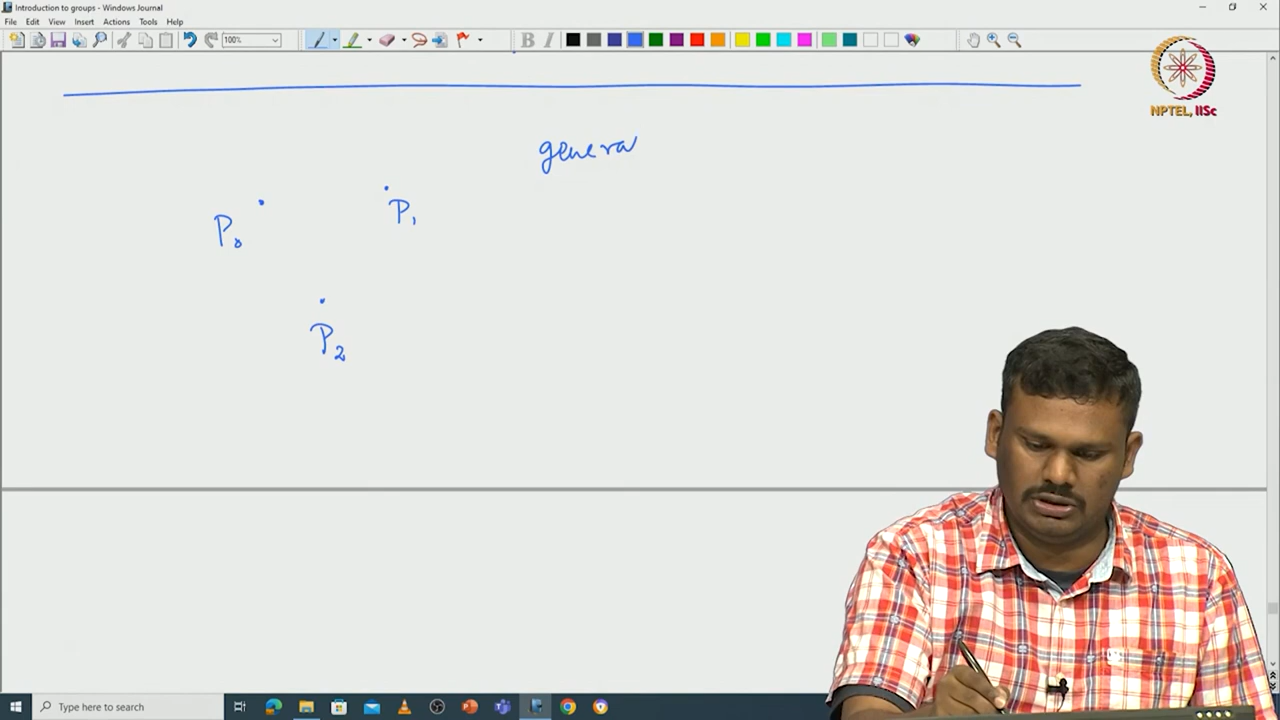 Introduction to groups - Windows Journal
File Edit View Insert Actions Tools Help
100% B I
NPTEL, IISc
genera
P₀ P₁
P₂
Type here to search